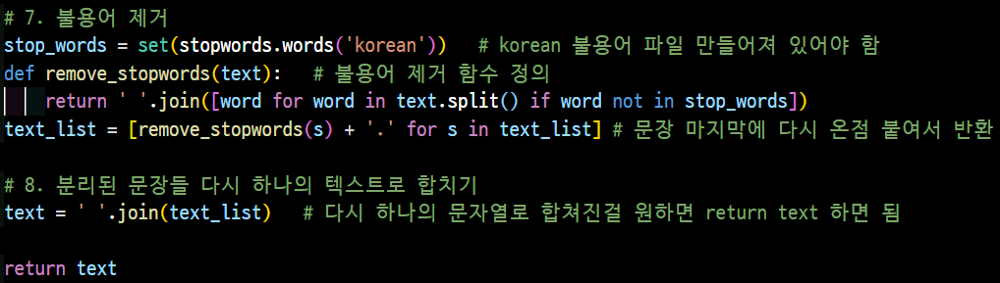 # 7. 불용어 제거
stop_words = set(stopwords.words('korean'))   # korean 불용어 파일 만들어져 있어야 함
def remove_stopwords(text):   # 불용어 제거 함수 정의
    return ' '.join([word for word in text.split() if word not in stop_words])
text_list = [remove_stopwords(s) + '.' for s in text_list] # 문장 마지막에 다시 온점 붙여서 반환
# 8. 분리된 문장들 다시 하나의 텍스트로 합치기
text = ' '.join(text_list)   # 다시 하나의 문자열로 합쳐진걸 원하면 return text 하면 됨
return text